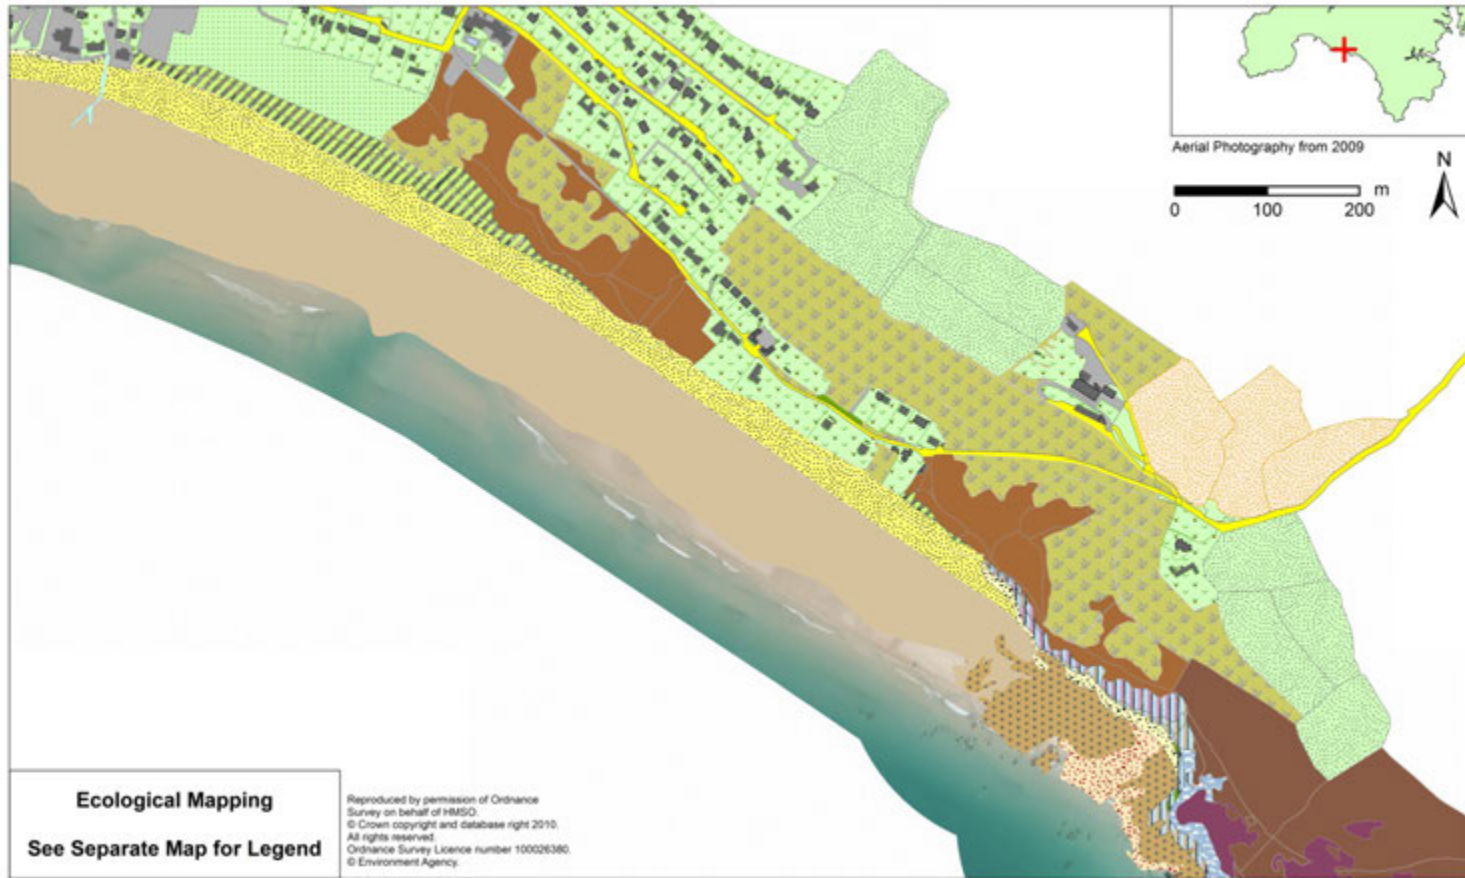 Aerial Photography from 2009
N
m
0 100 200
Ecological Mapping
See Separate Map for Legend
Reproduced by permission of Ordnance
Survey on behalf of HMSO.
© Crown copyright and database right 2010.
All rights reserved.
Ordnance Survey Licence number 100026380.
© Environment Agency.